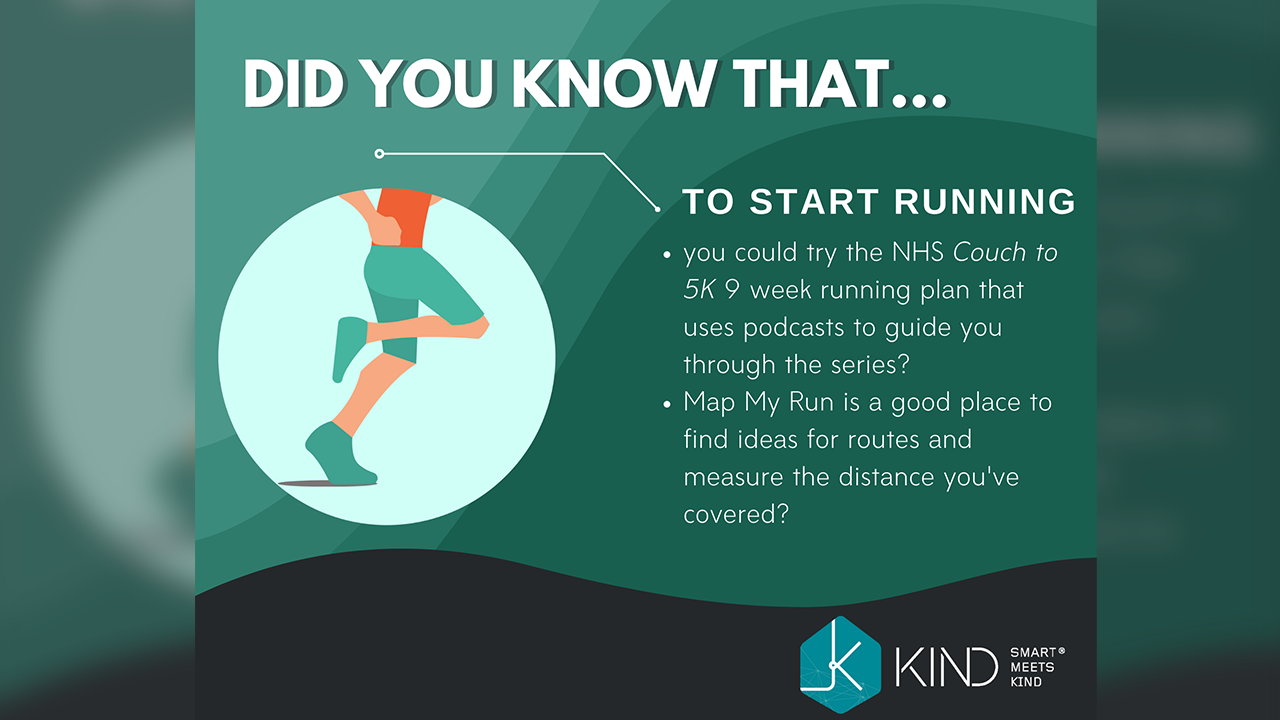 DID YOU KNOW THAT...
TO START RUNNING
• you could try the NHS Couch to
5K 9 week running plan that
uses podcasts to guide you
through the series?
• Map My Run is a good place to
find ideas for routes and
measure the distance you've
covered?
K KIND
SMART®
MEETS
KIND